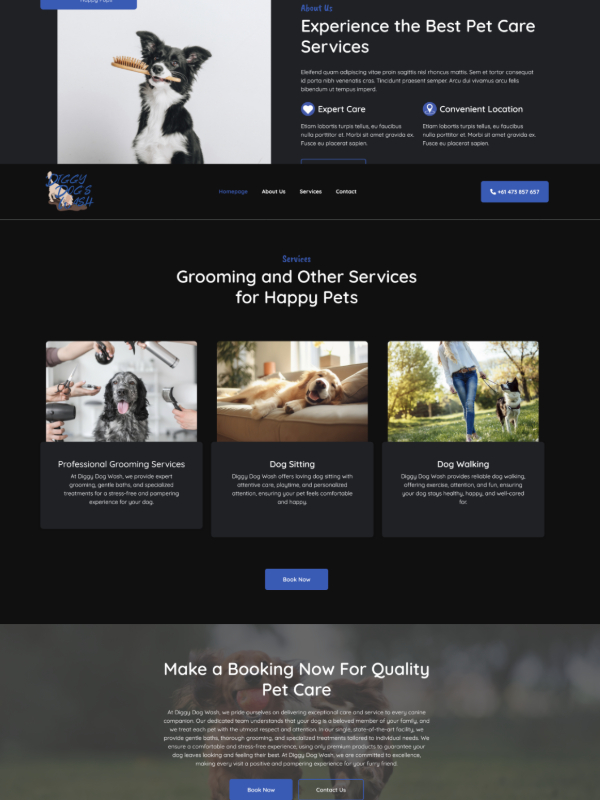 Happy Pups
About Us
Experience the Best Pet Care
Services
Eleifend quam adipiscing vitae proin sagittis nisl rhoncus mattis. Sem et tortor consequat
id porta nibh venenatis cras. Tincidunt praesent semper. Arcu dui vivamus arcu felis
bibendum ut tempus imperd.
Expert Care
Etiam lobortis turpis tellus, eu faucibus
nulla porttitor et. Morbi sit amet gravida ex.
Fusce eu placerat sapien.
Convenient Location
Etiam lobortis turpis tellus, eu faucibus
nulla porttitor et. Morbi sit amet gravida ex.
Fusce eu placerat sapien.
DIGGY
DOG'S
WASH
Homepage
About Us
Services
Contact
+61 473 857 657
Services
Grooming and Other Services
for Happy Pets
Professional Grooming Services
At Diggy Dog Wash, we provide expert
grooming, gentle baths, and specialized
treatments for a stress-free and pampering
experience for your dog.
Dog Sitting
Diggy Dog Wash offers loving dog sitting with
attentive care, playtime, and personalized
attention, ensuring your pet feels comfortable
and happy.
Dog Walking
Diggy Dog Wash provides reliable dog walking,
offering exercise, attention, and fun, ensuring
your dog stays healthy, happy, and well-cared
for.
Book Now
Make a Booking Now For Quality
Pet Care
At Diggy Dog Wash, we pride ourselves on delivering exceptional care and service to every canine
companion. Our dedicated team understands that your dog is a beloved member of your family, and
we treat each pet with the utmost respect and attention. In our single, state-of-the-art facility, we
provide gentle baths, thorough grooming, and specialized treatments tailored to individual needs. We
ensure a comfortable and stress-free experience, using only premium products to guarantee your
dog leaves looking and feeling their best. At Diggy Dog Wash, we are committed to excellence,
making every visit a positive and pampering experience for your furry friend.
Book Now
Contact Us